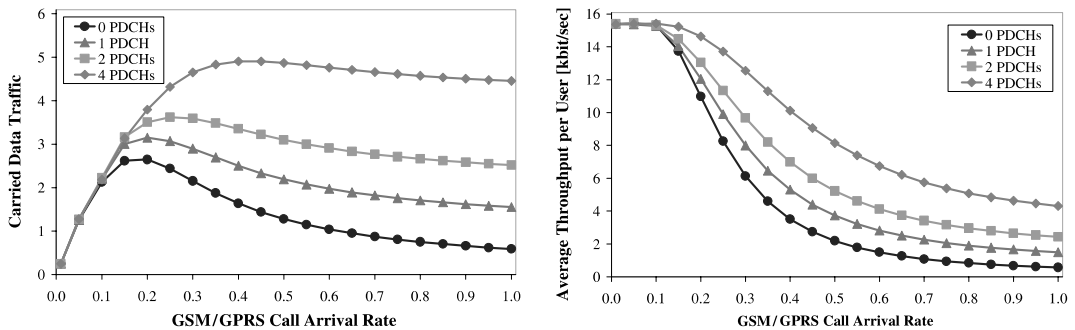 Carried Data Traffic
6
5
4
3
2
1
0
0 PDCHs
1 PDCH
2 PDCHs
4 PDCHs
0.0 0.1 0.2 0.3 0.4 0.5 0.6 0.7 0.8 0.9 1.0
GSM/GPRS Call Arrival Rate
Average Throughput per User [kbit/sec]
16
14
12
10
8
6
4
2
0
0 PDCHs
1 PDCH
2 PDCHs
4 PDCHs
0.0 0.1 0.2 0.3 0.4 0.5 0.6 0.7 0.8 0.9 1.0
GSM/GPRS Call Arrival Rate